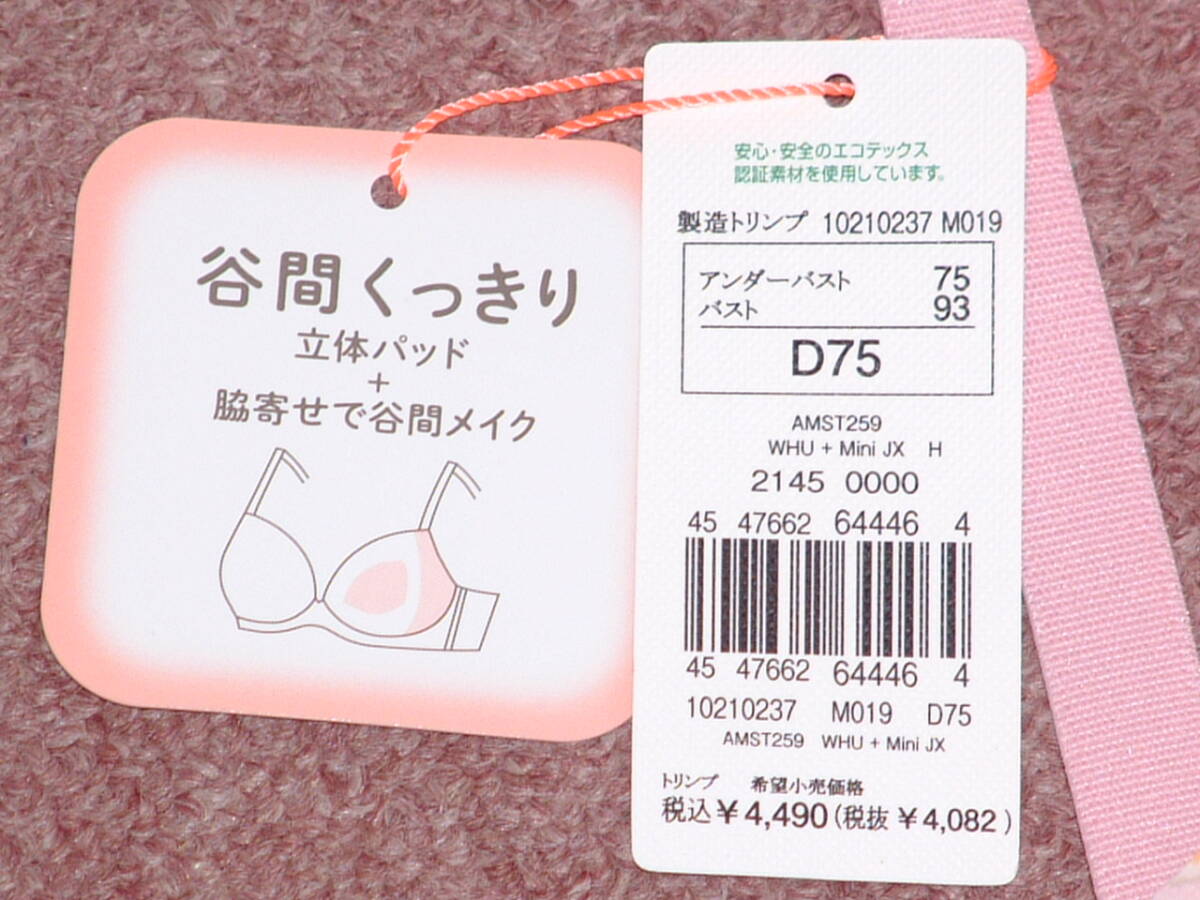 谷間くっきり
立体パッド
+
脇寄せで谷間メイク
安心・安全のエコテックス
認証素材を使用しています。
製造トリンプ 10210237 M019
アンダーバスト 75
バスト 93
D75
AMST259
WHU + Mini JX H
2145 0000
45 47662 64446 4
45 47662 64446 4
10210237 M019 D75
AMST259 WHU + Mini JX
トリンプ 希望小売価格
税込¥4,490(税抜¥4,082)